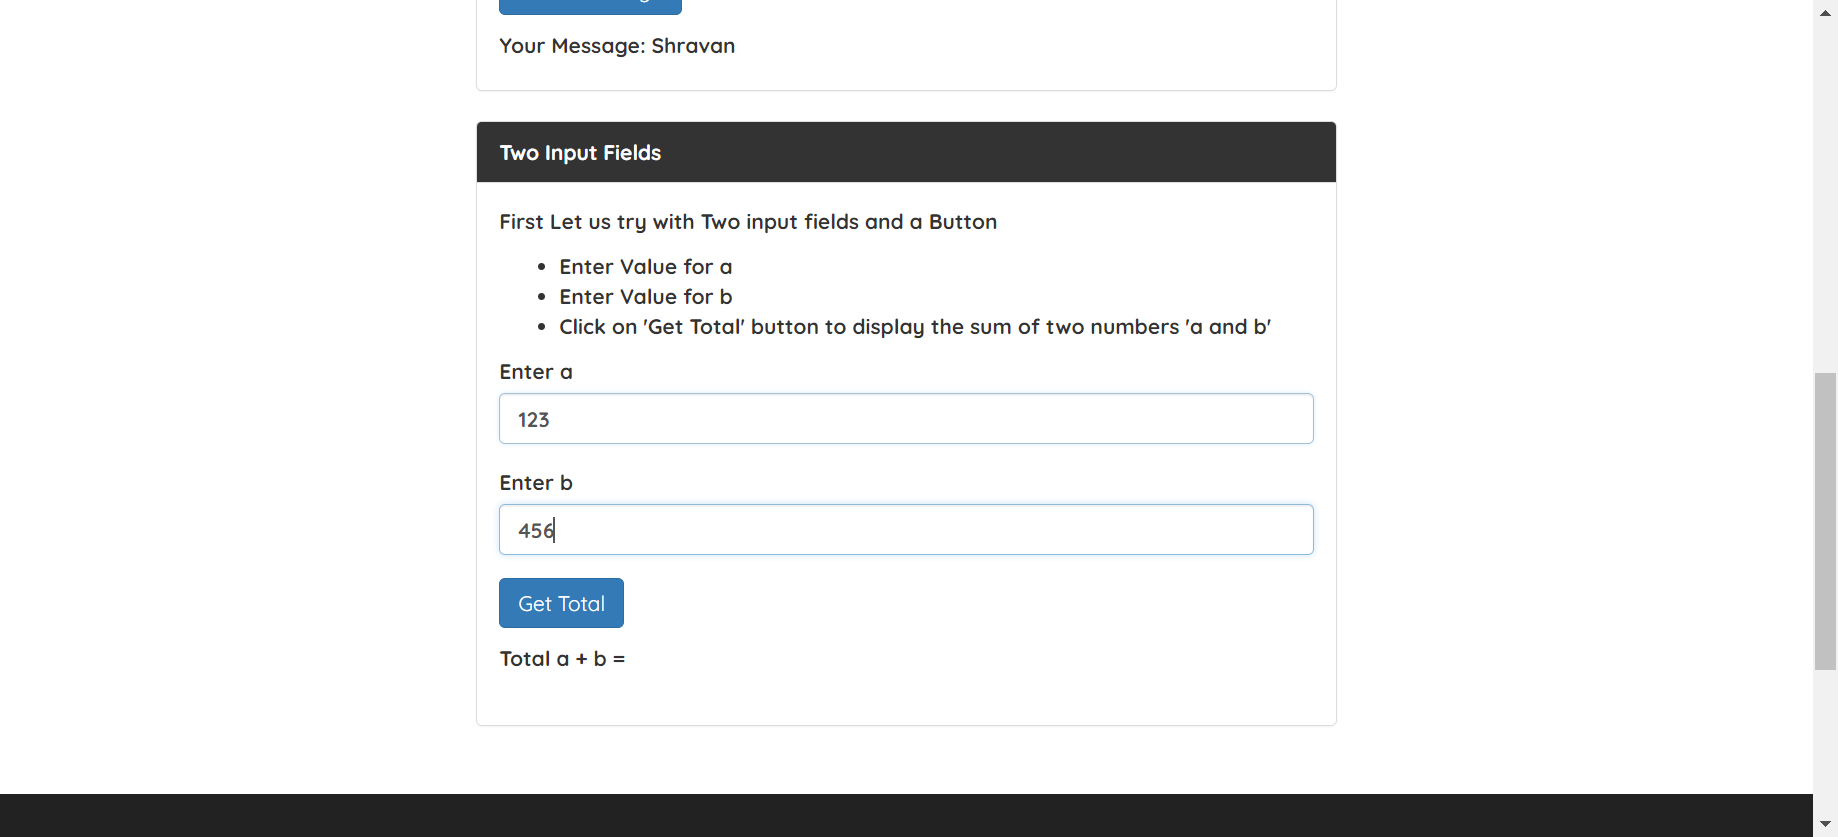 Your Message: Shravan
Two Input Fields
First Let us try with Two input fields and a Button
• Enter Value for a
• Enter Value for b
• Click on 'Get Total' button to display the sum of two numbers 'a and b'
Enter a
123
Enter b
456
Get Total
Total a + b =